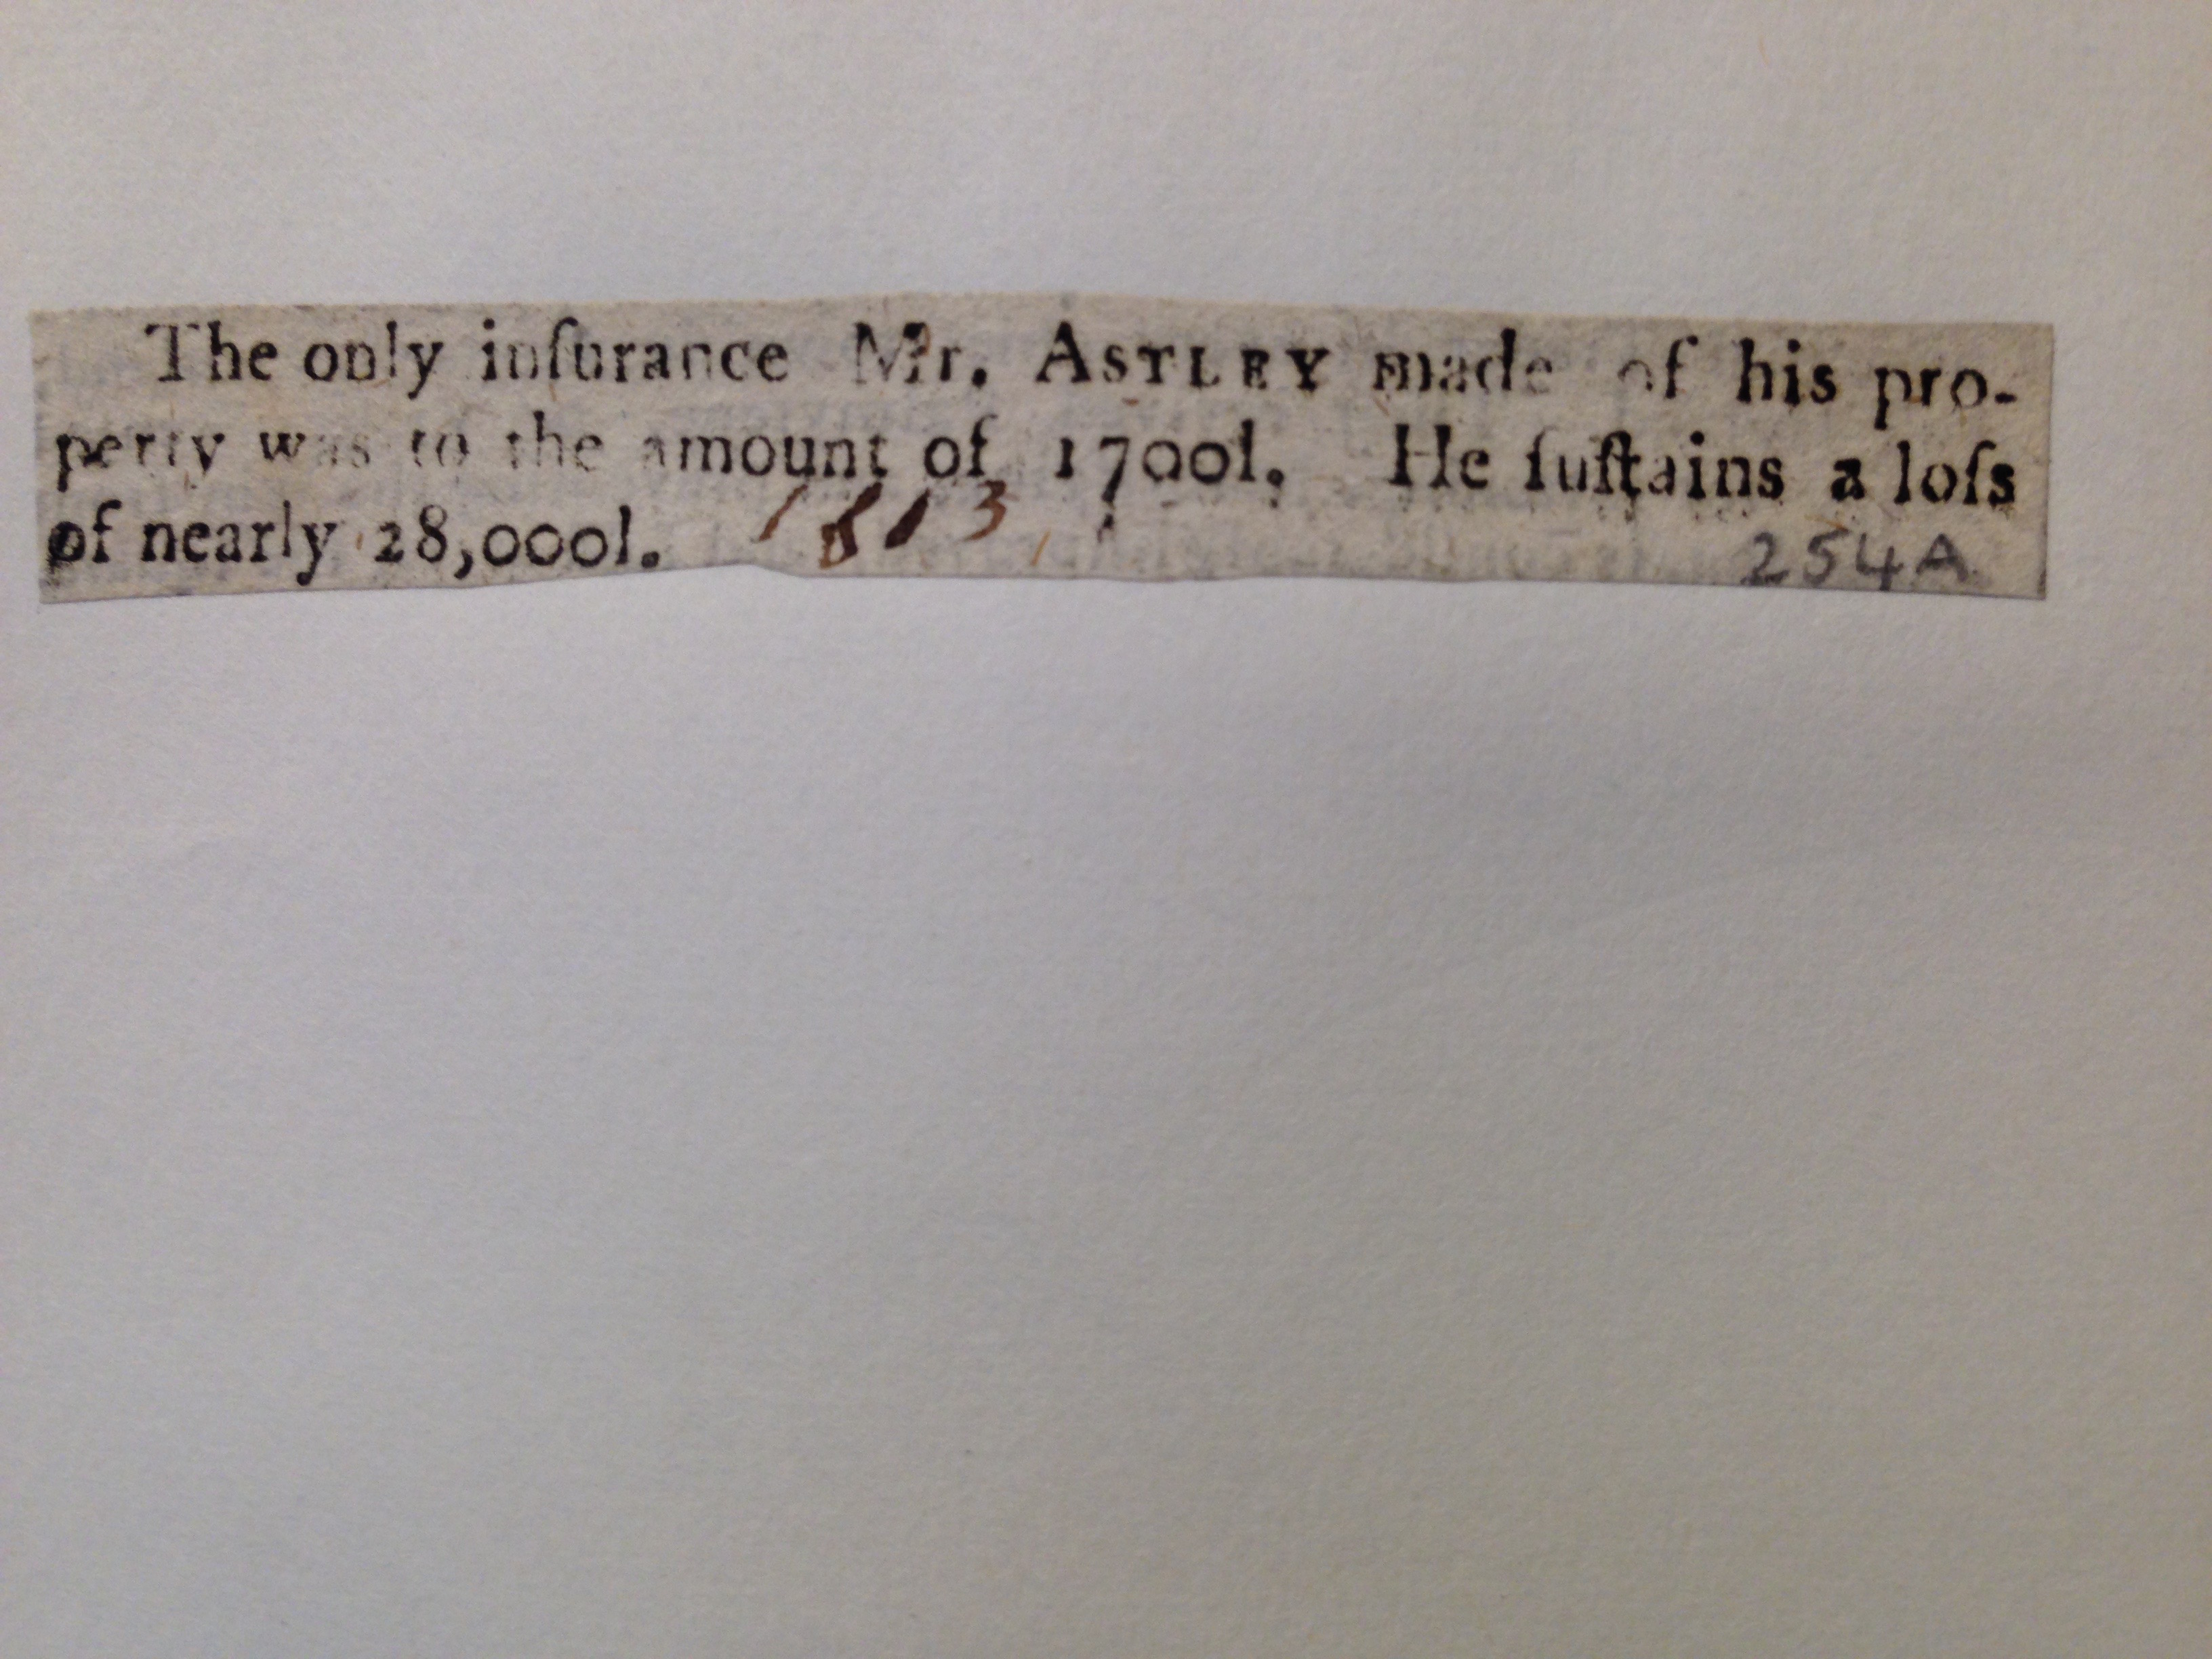 The only inſurance Mr. ASTLEY made of his pro-
perty was to the amount of 1700l. He ſuſtains a loſs
of nearly 28,000l. 1813
254A